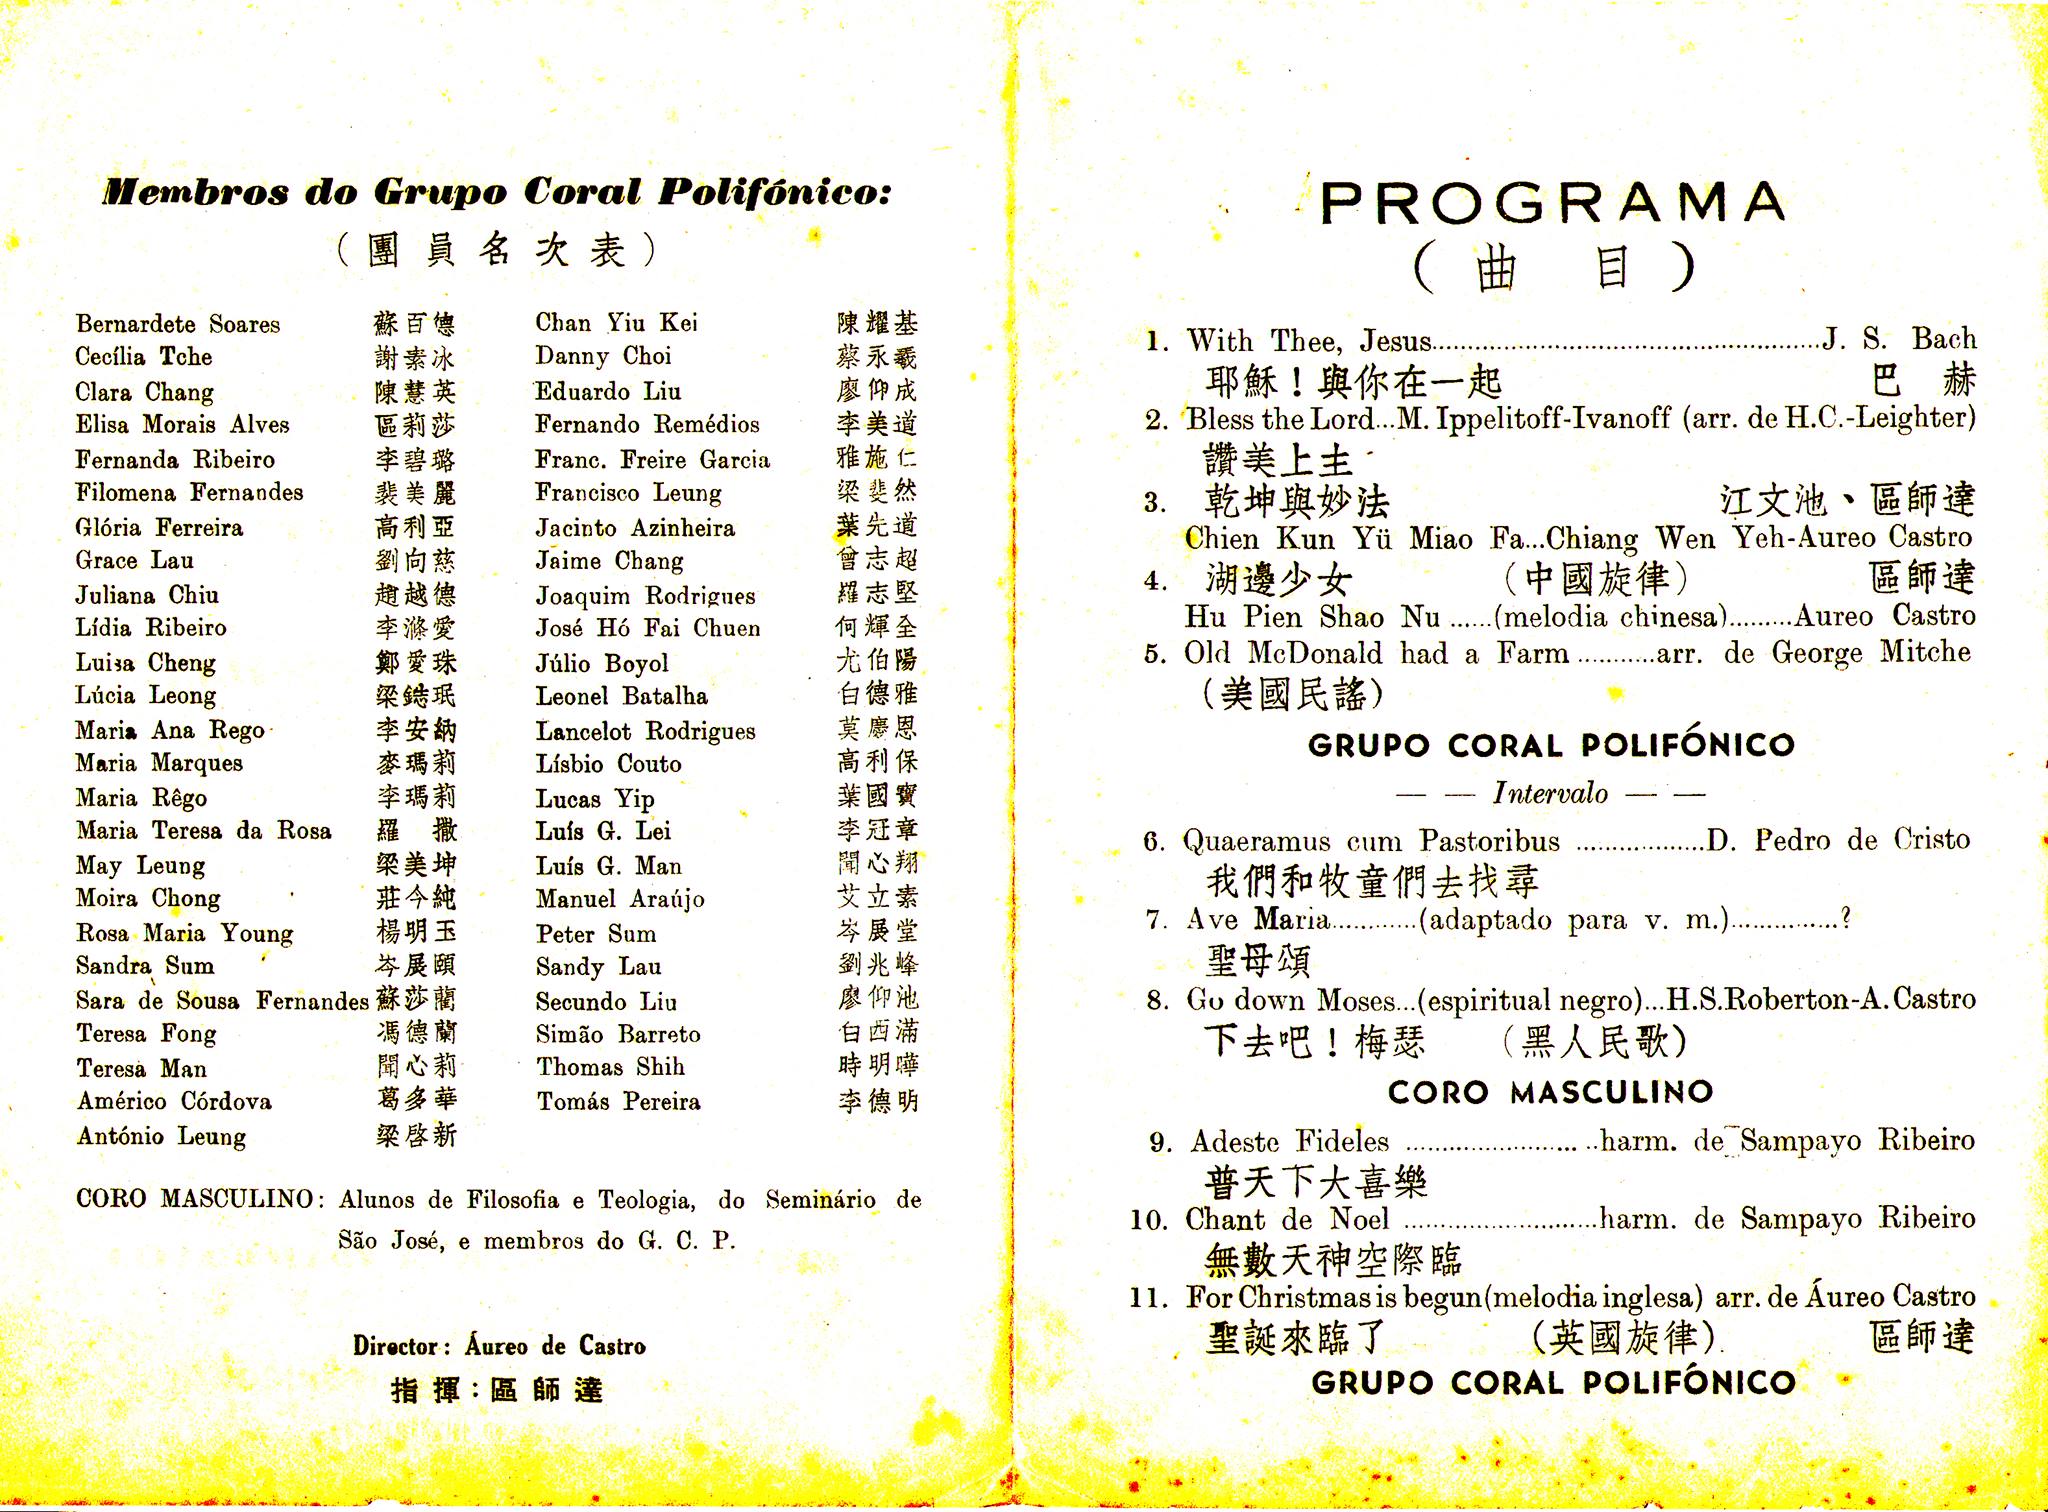 Membros do Grupo Coral Polifónico:
（團員名次表）
Bernardete Soares 蘇百德
Cecília Tche 謝素冰
Clara Chang 陳慧英
Elisa Morais Alves 區莉莎
Fernanda Ribeiro 李碧璐
Filomena Fernandes 裴美麗
Glória Ferreira 高利亞
Grace Lau 劉向慈
Juliana Chiu 趙越德
Lídia Ribeiro 李滌愛
Luisa Cheng 鄭愛珠
Lúcia Leong 梁鋕珉
Maria Ana Rego 李安納
Maria Marques 麥瑪莉
Maria Rêgo 李瑪莉
Maria Teresa da Rosa 羅 撒
May Leung 梁美坤
Moira Chong 莊今純
Rosa Maria Young 楊明玉
Sandra Sum 岑展頤
Sara de Sousa Fernandes 蘇莎藺
Teresa Fong 馮德蘭
Teresa Man 聞心莉
Américo Córdova 葛多華
António Leung 梁啓新
Chan Yiu Kei 陳耀基
Danny Choi 蔡永羲
Eduardo Liu 廖仰成
Fernando Remédios 李美道
Franc. Freire Garcia 雅施仁
Francisco Leung 梁斐然
Jacinto Azinheira 葉先道
Jaime Chang 曾志超
Joaquim Rodrigues 羅志堅
José Hó Fai Chuen 何輝全
Júlio Boyol 尤伯陽
Leonel Batalha 白德雅
Lancelot Rodrigues 莫慶恩
Lísbio Couto 高利保
Lucas Yip 葉國寶
Luís G. Lei 李冠章
Luís G. Man 聞心翔
Manuel Araújo 艾立素
Peter Sum 岑展堂
Sandy Lau 劉兆峰
Secundo Liu 廖仰池
Simão Barreto 白西滿
Thomas Shih 時明嘩
Tomás Pereira 李德明
CORO MASCULINO: Alunos de Filosofia e Teologia, do Seminário de
São José, e membros do G. C. P.
Director: Áureo de Castro
指揮：區師達
PROGRAMA
（曲 目）
1. With Thee, Jesus......J. S. Bach
耶穌！與你在一起 巴 赫
2. Bless the Lord...M. Ippelitoff-Ivanoff (arr. de H.C.-Leighter)
讚美上主
3. 乾坤與妙法 江文池、區師達
Chien Kun Yü Miao Fa...Chiang Wen Yeh-Aureo Castro
4. 湖邊少女 （中國旋律） 區師達
Hu Pien Shao Nu ......(melodia chinesa).........Aureo Castro
5. Old McDonald had a Farm ..........arr. de George Mitche
（美國民謠）
GRUPO CORAL POLIFÓNICO
— — Intervalo — —
6. Quaeramus cum Pastoribus ..................D. Pedro de Cristo
我們和牧童們去找尋
7. Ave Maria............(adaptado para v. m.)...............?
聖母頌
8. Go down Moses...(espiritual negro)...H.S.Roberton-A.Castro
下去吧！梅瑟 （黑人民歌）
CORO MASCULINO
9. Adeste Fideles ..........................harm. de Sampayo Ribeiro
普天下大喜樂
10. Chant de Noel ...........................harm. de Sampayo Ribeiro
無數天神空際臨
11. For Christmas is begun(melodia inglesa) arr. de Áureo Castro
聖誕來臨了 （英國旋律） 區師達
GRUPO CORAL POLIFÓNICO